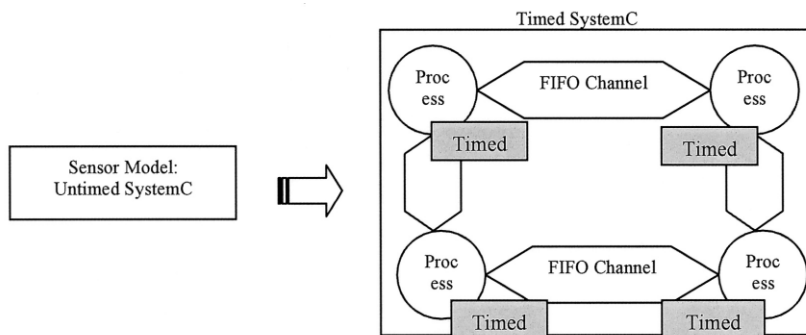 Timed SystemC
Proc
ess
FIFO Channel
Proc
ess
Timed
Timed
Sensor Model:
Untimed SystemC
Proc
ess
FIFO Channel
Proc
ess
Timed
Timed